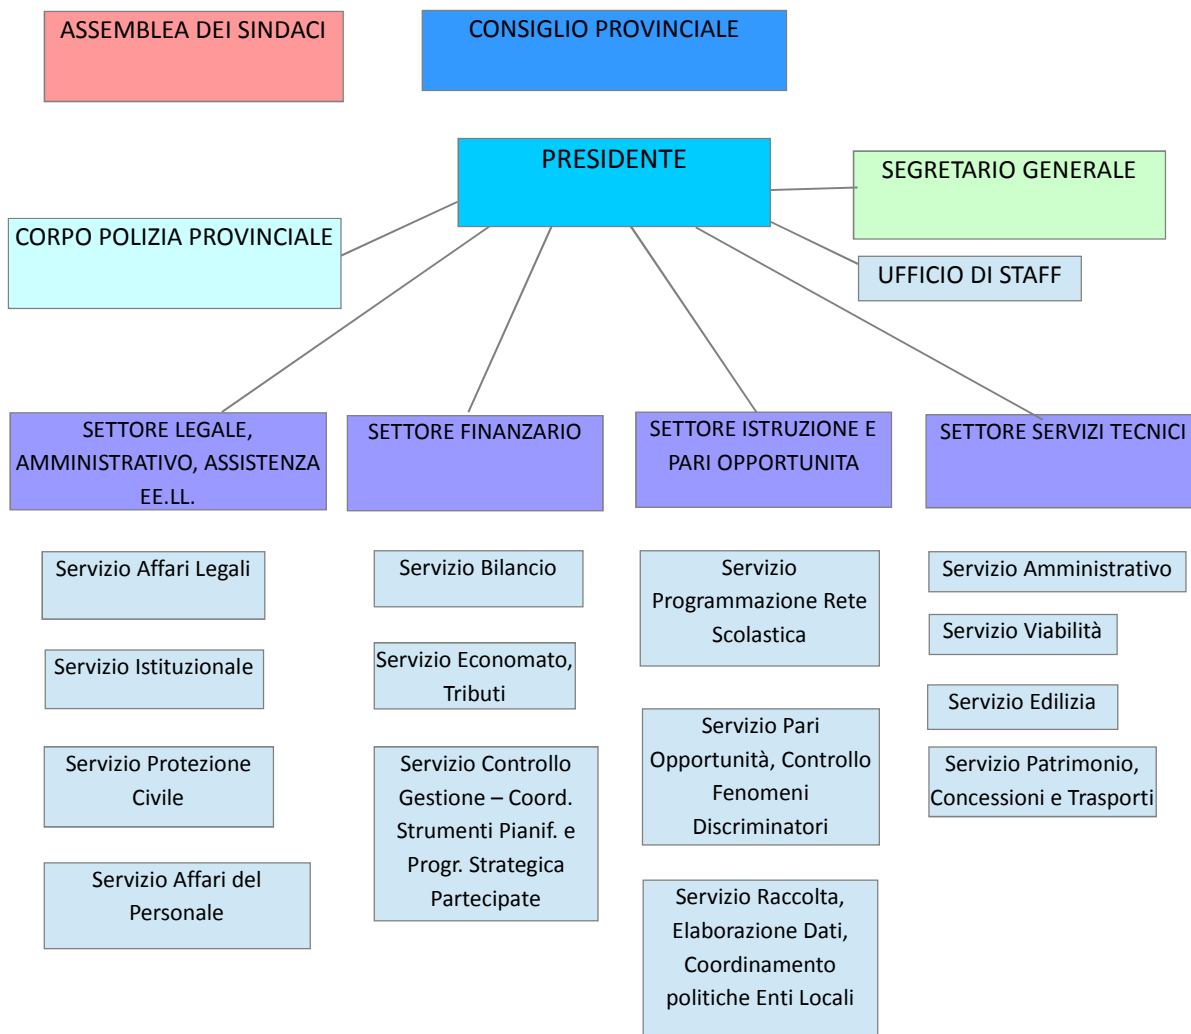 ASSEMBLEA DEI SINDACI
CONSIGLIO PROVINCIALE
PRESIDENTE
SEGRETARIO GENERALE
CORPO POLIZIA PROVINCIALE
UFFICIO DI STAFF
SETTORE LEGALE,
AMMINISTRATIVO, ASSISTENZA
EE.LL.
SETTORE FINANZARIO
SETTORE ISTRUZIONE E
PARI OPPORTUNITA
SETTORE SERVIZI TECNICI
Servizio Affari Legali
Servizio Istituzionale
Servizio Protezione
Civile
Servizio Affari del
Personale
Servizio Bilancio
Servizio Economato,
Tributi
Servizio Controllo
Gestione – Coord.
Strumenti Pianif. e
Progr. Strategica
Partecipate
Servizio
Programmazione Rete
Scolastica
Servizio Pari
Opportunità, Controllo
Fenomeni
Discriminatori
Servizio Raccolta,
Elaborazione Dati,
Coordinamento
politiche Enti Locali
Servizio Amministrativo
Servizio Viabilità
Servizio Edilizia
Servizio Patrimonio,
Concessioni e Trasporti